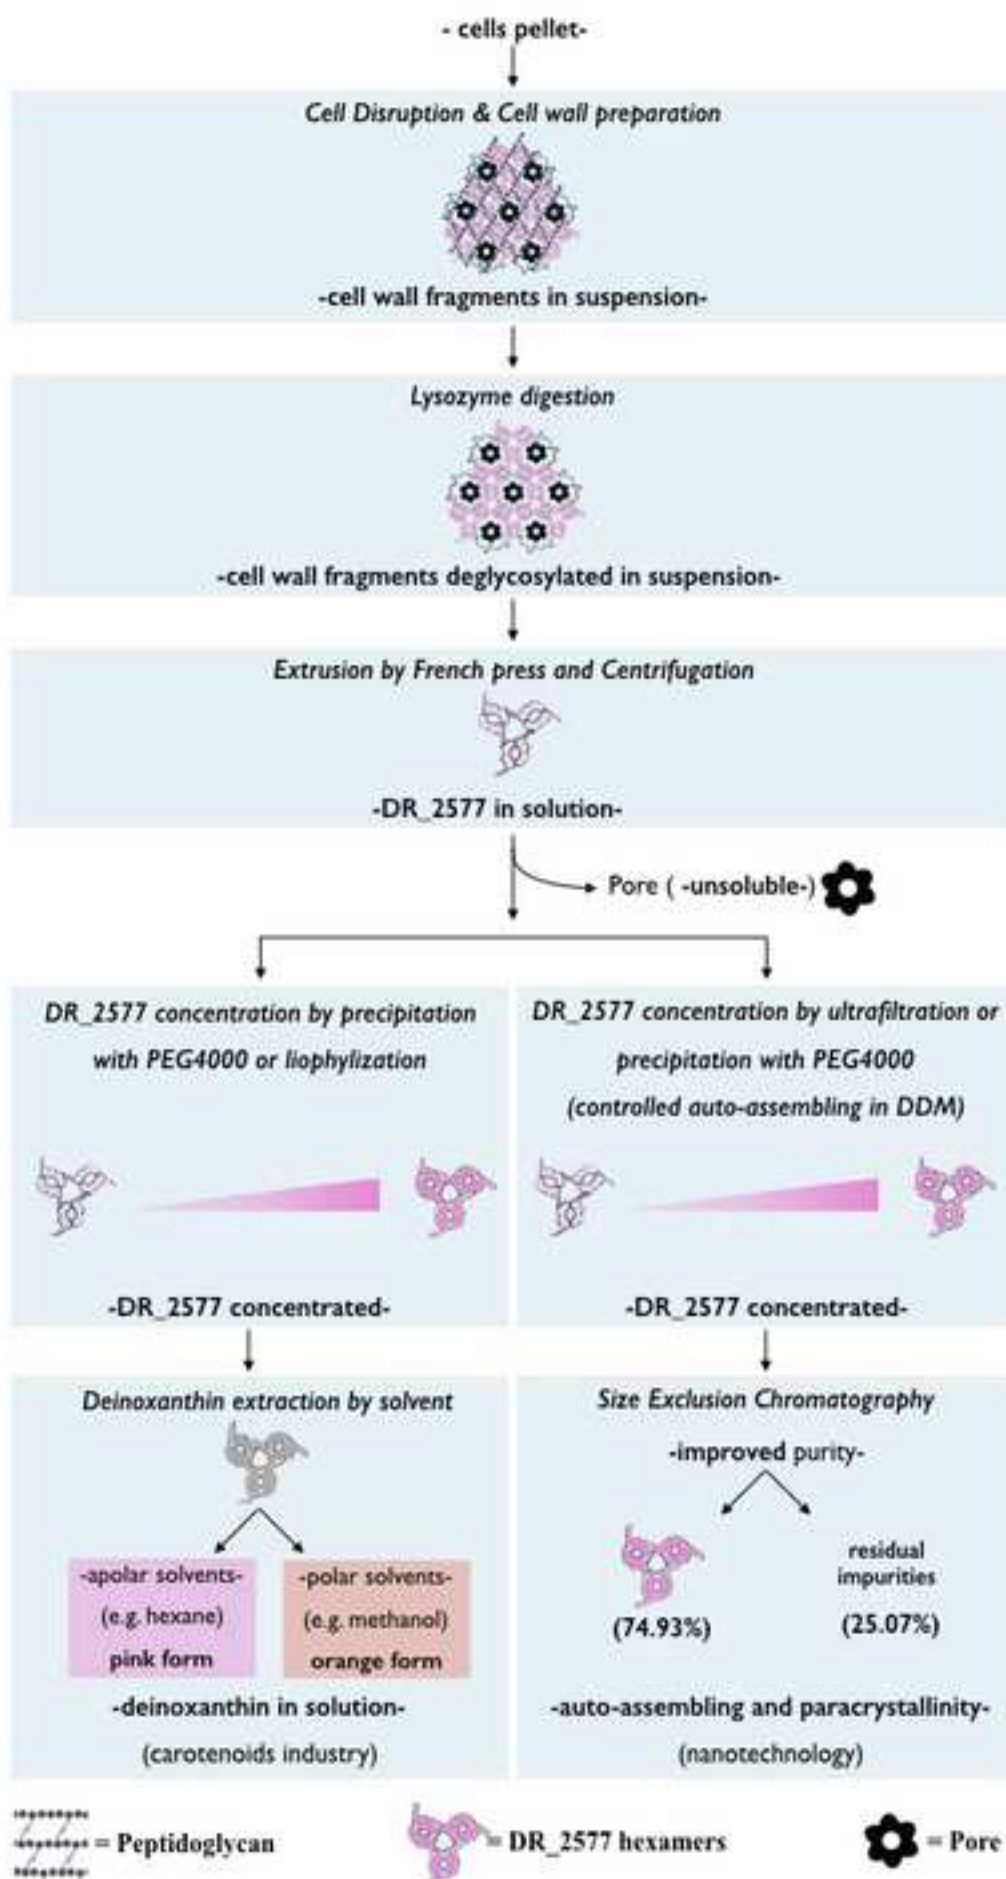 - cells pellet-
Cell Disruption & Cell wall preparation
-cell wall fragments in suspension-
Lysozyme digestion
-cell wall fragments deglycosylated in suspension-
Extrusion by French press and Centrifugation
-DR_2577 in solution-
Pore ( -unsoluble-)
DR_2577 concentration by precipitation
with PEG4000 or liophylization
-DR_2577 concentrated-
DR_2577 concentration by ultrafiltration or
precipitation with PEG4000
(controlled auto-assembling in DDM)
-DR_2577 concentrated-
Deinoxanthin extraction by solvent
-apolar solvents-
(e.g. hexane)
pink form
-polar solvents-
(e.g. methanol)
orange form
-deinoxanthin in solution-
(carotenoids industry)
Size Exclusion Chromatography
-improved purity-
(74.93%)
residual
impurities
(25.07%)
-auto-assembling and paracrystallinity-
(nanotechnology)
= Peptidoglycan
= DR_2577 hexamers
= Pore